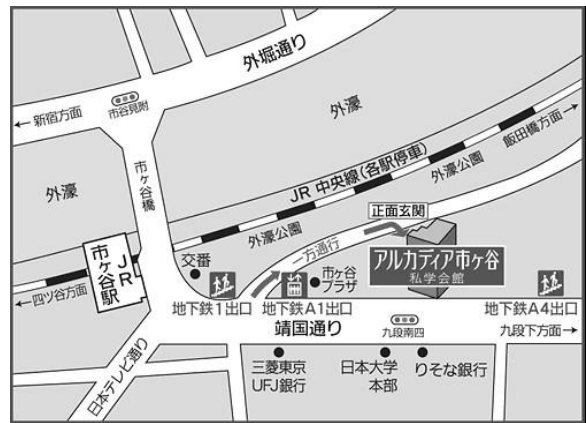 外堀通り
←新宿方面
市谷見附
外濠
飯田橋方面→
市ヶ谷橋
外濠
JR 中央線(各駅停車)
外濠公園
正面玄関
外濠公園
一方通行
JR
市ヶ谷駅
交番
市ヶ谷
プラザ
アルカディア市ヶ谷
私学会館
←四ツ谷方面
地下鉄1出口
地下鉄A1出口
地下鉄A4出口
靖国通り
九段南四
九段下方面→
日本テレビ通り
三菱東京
UFJ銀行
日本大学
本部
りそな銀行